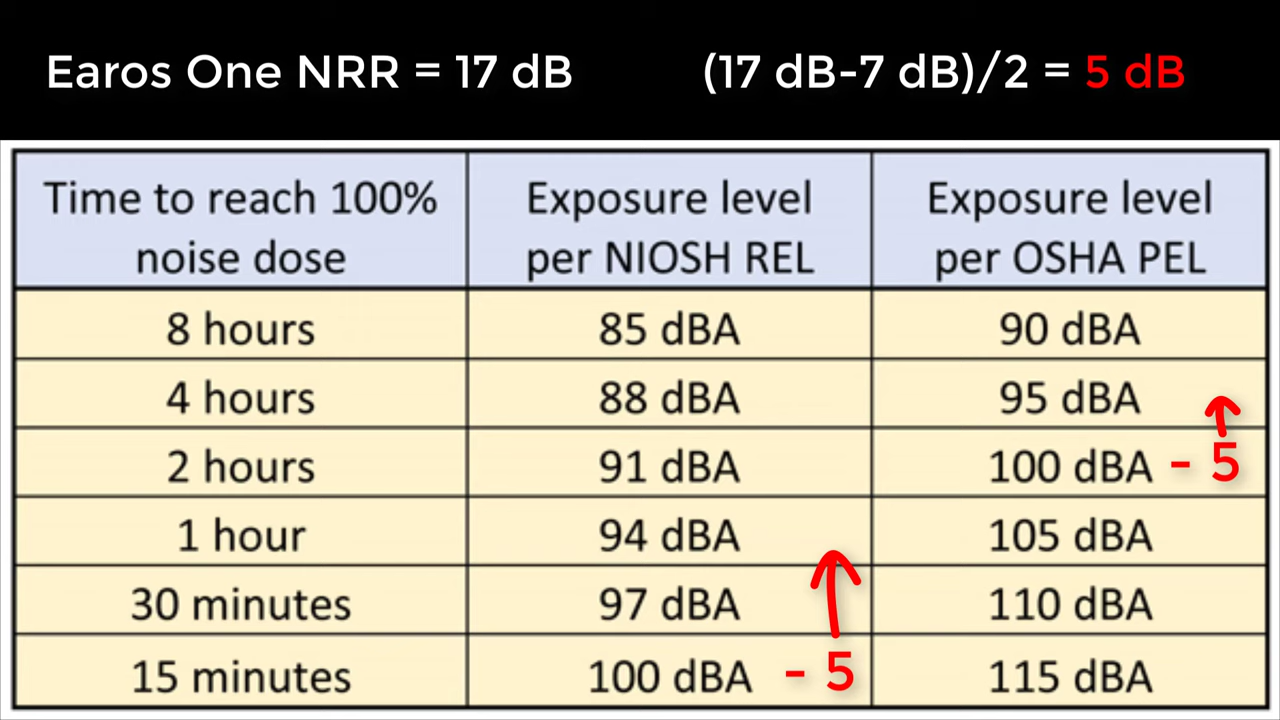 Earos One NRR = 17 dB (17 dB-7 dB)/2 = 5 dB
Time to reach 100% Exposure level Exposure level
noise dose per NIOSH REL per OSHA PEL
8 hours 85 dBA 90 dBA
4 hours 88 dBA 95 dBA
2 hours 91 dBA 100 dBA - 5
1 hour 94 dBA 105 dBA
30 minutes 97 dBA 110 dBA
15 minutes 100 dBA - 5 115 dBA